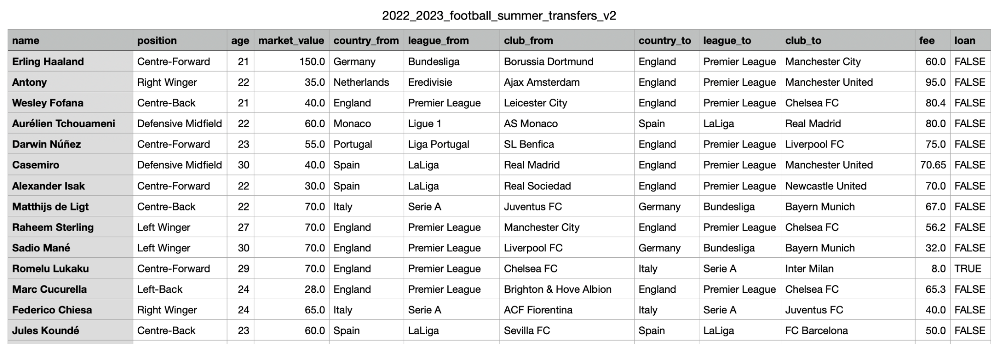 2022_2023_football_summer_transfers_v2
name position age market_value country_from league_from club_from country_to league_to club_to fee loan
Erling Haaland Centre-Forward 21 150.0 Germany Bundesliga Borussia Dortmund England Premier League Manchester City 60.0 FALSE
Antony Right Winger 22 35.0 Netherlands Eredivisie Ajax Amsterdam England Premier League Manchester United 95.0 FALSE
Wesley Fofana Centre-Back 21 40.0 England Premier League Leicester City England Premier League Chelsea FC 80.4 FALSE
Aurélien Tchouameni Defensive Midfield 22 60.0 Monaco Ligue 1 AS Monaco Spain LaLiga Real Madrid 80.0 FALSE
Darwin Núñez Centre-Forward 23 55.0 Portugal Liga Portugal SL Benfica England Premier League Liverpool FC 75.0 FALSE
Casemiro Defensive Midfield 30 40.0 Spain LaLiga Real Madrid England Premier League Manchester United 70.65 FALSE
Alexander Isak Centre-Forward 22 30.0 Spain LaLiga Real Sociedad England Premier League Newcastle United 70.0 FALSE
Matthijs de Ligt Centre-Back 22 70.0 Italy Serie A Juventus FC Germany Bundesliga Bayern Munich 67.0 FALSE
Raheem Sterling Left Winger 27 70.0 England Premier League Manchester City England Premier League Chelsea FC 56.2 FALSE
Sadio Mané Left Winger 30 70.0 England Premier League Liverpool FC Germany Bundesliga Bayern Munich 32.0 FALSE
Romelu Lukaku Centre-Forward 29 70.0 England Premier League Chelsea FC Italy Serie A Inter Milan 8.0 TRUE
Marc Cucurella Left-Back 24 28.0 England Premier League Brighton & Hove Albion England Premier League Chelsea FC 65.3 FALSE
Federico Chiesa Right Winger 24 65.0 Italy Serie A ACF Fiorentina Italy Serie A Juventus FC 40.0 FALSE
Jules Koundé Centre-Back 23 60.0 Spain LaLiga Sevilla FC Spain LaLiga FC Barcelona 50.0 FALSE